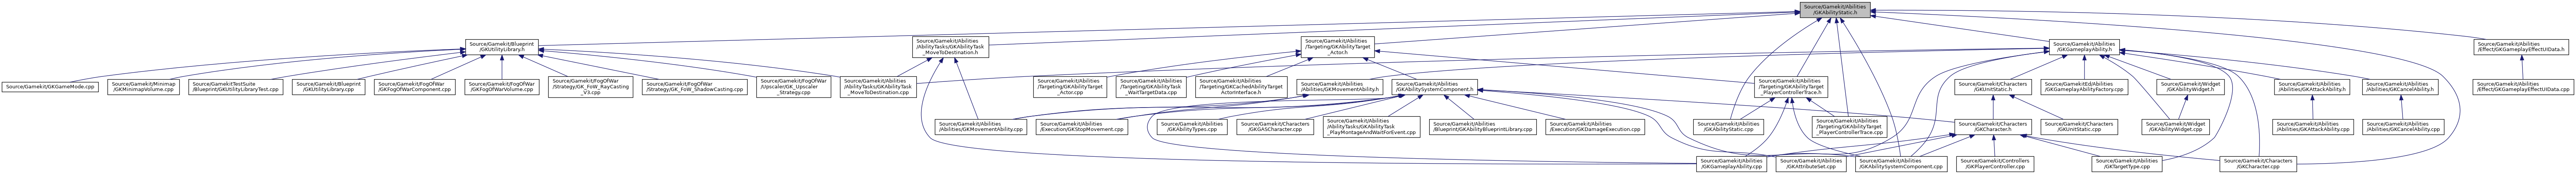 Source/Gamekit/Abilities
/GKAbilityStatic.h
Source/Gamekit/Blueprint
/GKUtilityLibrary.h
Source/Gamekit/Abilities
/AbilityTasks/GKAbilityTask
_MoveToDestination.h
Source/Gamekit/Abilities
/Targeting/GKAbilityTarget
_Actor.h
Source/Gamekit/Abilities
/GKGameplayAbility.h
Source/Gamekit/Abilities
/Effect/GKGameplayEffectUIData.h
Source/Gamekit/GKGameMode.cpp
Source/Gamekit/Minimap
/GKMinimapVolume.cpp
Source/GamekitTestSuite
/Blueprint/GKUtilityLibraryTest.cpp
Source/Gamekit/Blueprint
/GKUtilityLibrary.cpp
Source/Gamekit/FogOfWar
/GKFogOfWarComponent.cpp
Source/Gamekit/FogOfWar
/GKFogOfWarVolume.cpp
Source/Gamekit/FogOfWar
/Strategy/GK_FoW_RayCasting
_V3.cpp
Source/Gamekit/FogOfWar
/Strategy/GK_FoW_ShadowCasting.cpp
Source/Gamekit/FogOfWar
/Upscaler/GK_Upscaler
_Strategy.cpp
Source/Gamekit/Abilities
/AbilityTasks/GKAbilityTask
_MoveToDestination.cpp
Source/Gamekit/Abilities
/Targeting/GKAbilityTarget
_Actor.cpp
Source/Gamekit/Abilities
/Targeting/GKAbilityTask
_WaitTargetData.cpp
Source/Gamekit/Abilities
/Targeting/GKCachedAbilityTarget
ActorInterface.h
Source/Gamekit/Abilities
/Abilities/GKMovementAbility.h
Source/Gamekit/Abilities
/GKAbilitySystemComponent.h
Source/Gamekit/Abilities
/Targeting/GKAbilityTarget
_PlayerControllerTrace.h
Source/Gamekit/Characters
/GKUnitStatic.h
Source/GamekitEd/Abilities
/GKGameplayAbilityFactory.cpp
Source/Gamekit/Widget
/GKAbilityWidget.h
Source/Gamekit/Abilities
/Abilities/GKAttackAbility.h
Source/Gamekit/Abilities
/Abilities/GKCancelAbility.h
Source/Gamekit/Abilities
/Effect/GKGameplayEffectUIData.cpp
Source/Gamekit/Abilities
/Abilities/GKMovementAbility.cpp
Source/Gamekit/Abilities
/Execution/GKStopMovement.cpp
Source/Gamekit/Abilities
/GKAbilityTypes.cpp
Source/Gamekit/Characters
/GKGASCharacter.cpp
Source/Gamekit/Abilities
/AbilityTasks/GKAbilityTask
_PlayMontageAndWaitForEvent.cpp
Source/Gamekit/Abilities
/Blueprint/GKAbilityBlueprintLibrary.cpp
Source/Gamekit/Abilities
/Execution/GKDamageExecution.cpp
Source/Gamekit/Abilities
/GKAbilityStatic.cpp
Source/Gamekit/Abilities
/Targeting/GKAbilityTarget
_PlayerControllerTrace.cpp
Source/Gamekit/Characters
/GKCharacter.h
Source/Gamekit/Characters
/GKUnitStatic.cpp
Source/Gamekit/Widget
/GKAbilityWidget.cpp
Source/Gamekit/Abilities
/Abilities/GKAttackAbility.cpp
Source/Gamekit/Abilities
/Abilities/GKCancelAbility.cpp
Source/Gamekit/Abilities
/GKGameplayAbility.cpp
Source/Gamekit/Abilities
/GKAttributeSet.cpp
Source/Gamekit/Abilities
/GKAbilitySystemComponent.cpp
Source/Gamekit/Controllers
/GKPlayerController.cpp
Source/Gamekit/Abilities
/GKTargetType.cpp
Source/Gamekit/Characters
/GKCharacter.cpp